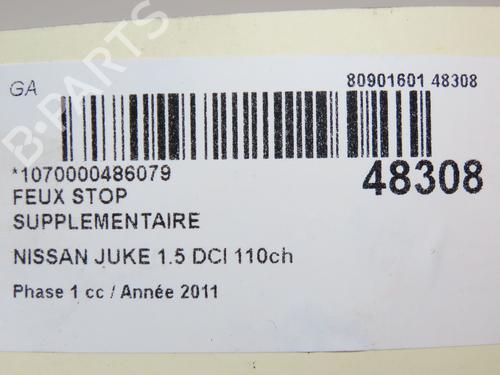 GA
80901601 48308
*1070000486079
48308
FEUX STOP
SUPPLEMENTAIRE
NISSAN JUKE 1.5 DCI 110ch
Phase 1 cc / Année 2011
B-PARTS